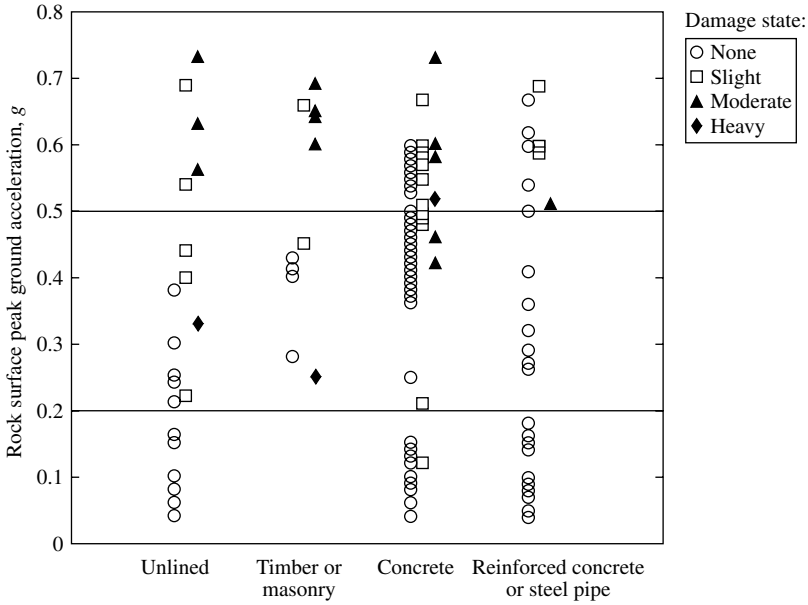 Damage state:
None
Slight
Moderate
Heavy
Rock surface peak ground acceleration, g
0.8
0.7
0.6
0.5
0.4
0.3
0.2
0.1
0
Unlined
Timber or
masonry
Concrete
Reinforced concrete
or steel pipe